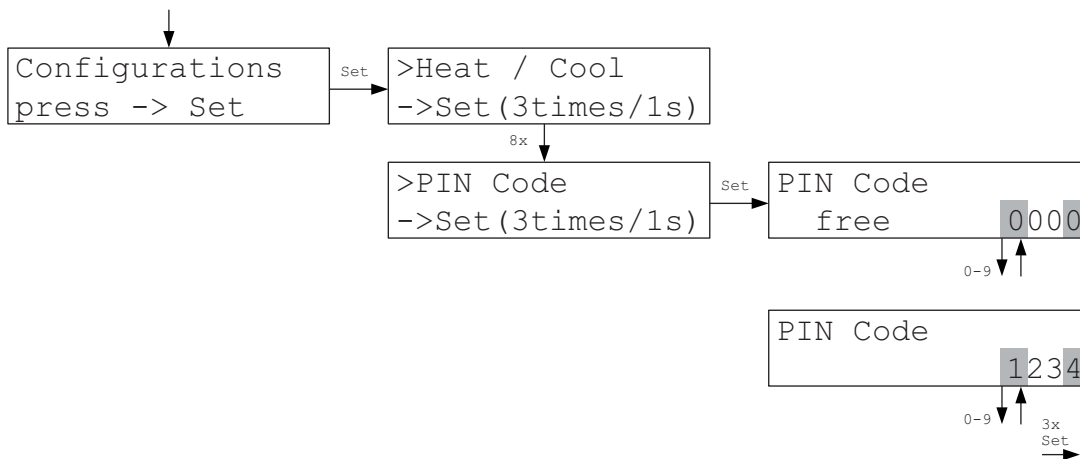 Configurations
press -> Set
Set
>Heat / Cool
->Set(3times/1s)
8x
>PIN Code
->Set(3times/1s)
Set
PIN Code
free 0000
0-9
PIN Code
1234
0-9
3x
Set